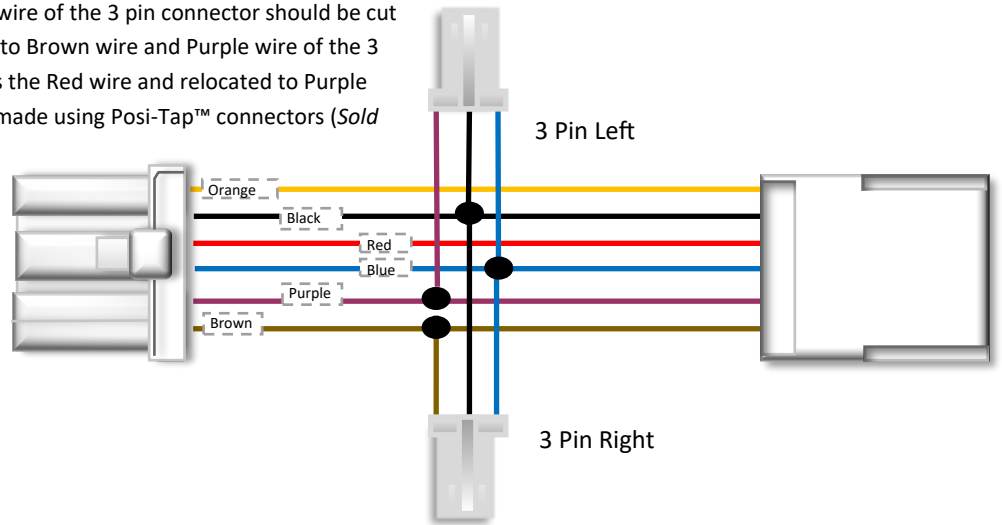 wire of the 3 pin connector should be cut
to Brown wire and Purple wire of the 3
s the Red wire and relocated to Purple
made using Posi-Tap™ connectors (Sold
3 Pin Left
Orange
Black
Red
Blue
Purple
Brown
3 Pin Right